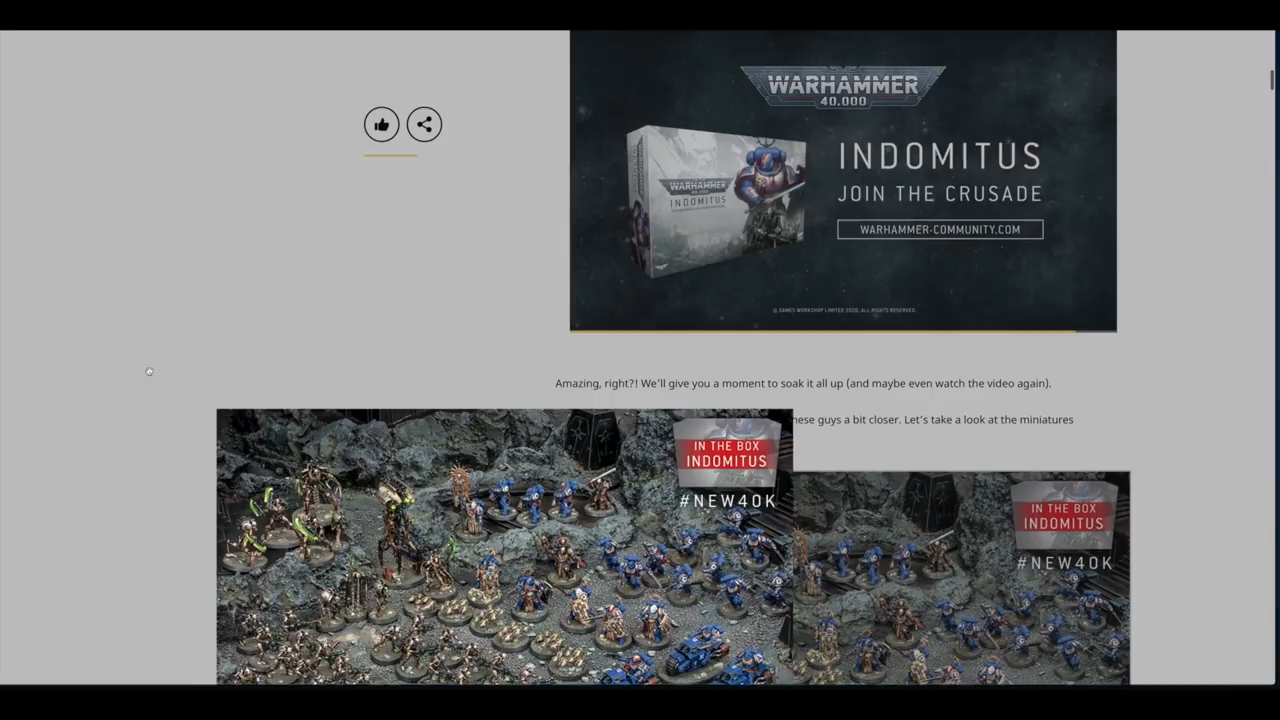 WARHAMMER
40,000
INDOMITUS
JOIN THE CRUSADE
WARHAMMER-COMMUNITY.COM
WARHAMMER
40,000
INDOMITUS
© GAMES WORKSHOP LIMITED 2020. ALL RIGHTS RESERVED.
Amazing, right?! We'll give you a moment to soak it all up (and maybe even watch the video again).
hese guys a bit closer. Let's take a look at the miniatures
IN THE BOX
INDOMITUS
#NEW40K
IN THE BOX
INDOMITUS
#NEW40K